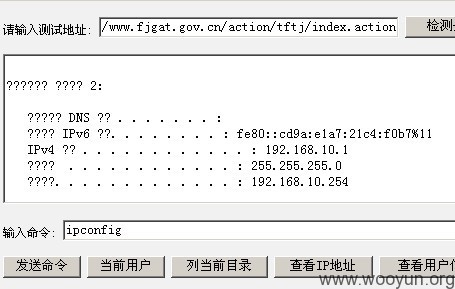 请输入测试地址: /www.fjgat.gov.cn/action/tftj/index.action
?????? ???? 2:
????? DNS ?? . . . . . . . :
???? IPv6 ??. . . . . . . . : fe80::cd9a:e1a7:21c4:f0b7%11
IPv4 ?? . . . . . . . . . . . . : 192.168.10.1
???? . . . . . . . . . . . . : 255.255.255.0
????. . . . . . . . . . . . . : 192.168.10.254
输入命令: ipconfig
发送命令 当前用户 列当前目录 查看IP地址 查看用户
www.wooyun.org